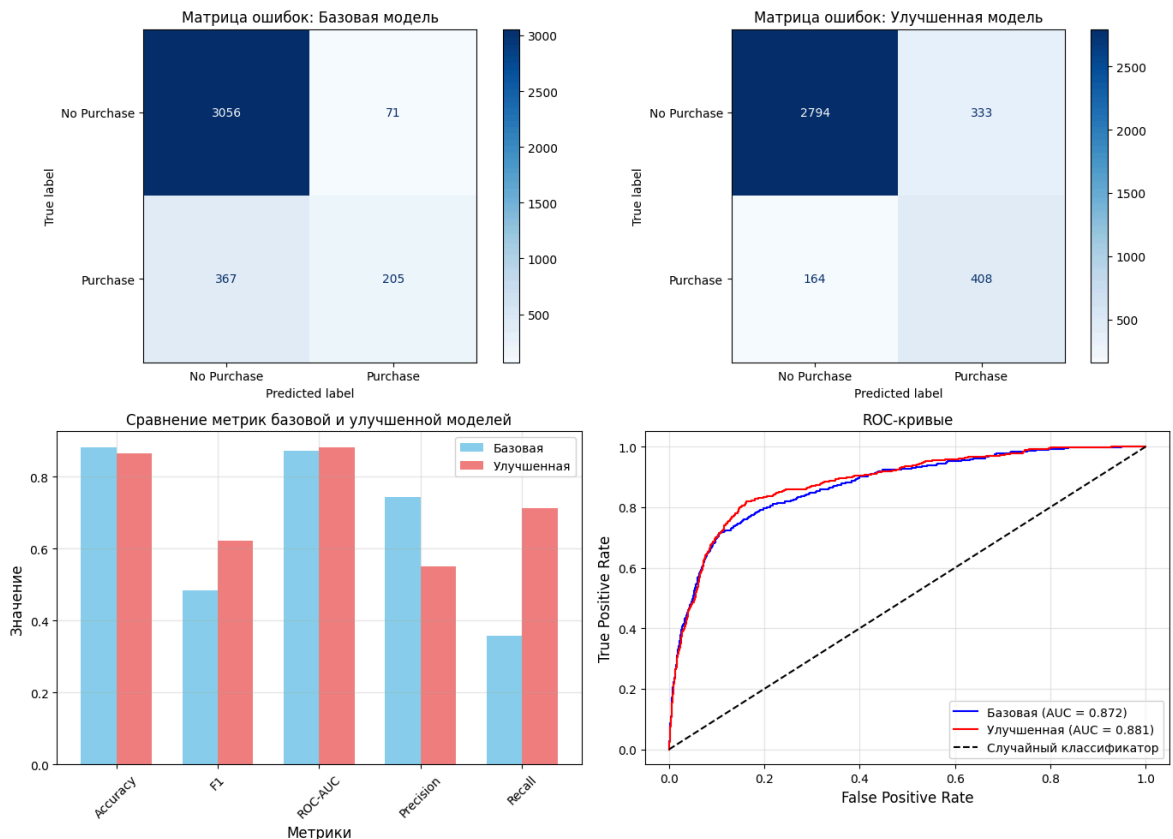 Матрица ошибок: Базовая модель
No Purchase
Purchase
True label
3056
71
367
205
No Purchase
Purchase
Predicted label
3000
2500
2000
1500
1000
500
Матрица ошибок: Улучшенная модель
No Purchase
Purchase
True label
2794
333
164
408
No Purchase
Purchase
Predicted label
2500
2000
1500
1000
500
Сравнение метрик базовой и улучшенной моделей
Базовая
Улучшенная
Значение
0.8
0.6
0.4
0.2
0.0
Accuracy
F1
ROC-AUC
Precision
Recall
Метрики
ROC-кривые
True Positive Rate
1.0
0.8
0.6
0.4
0.2
0.0
Базовая (AUC = 0.872)
Улучшенная (AUC = 0.881)
Случайный классификатор
0.0
0.2
0.4
0.6
0.8
1.0
False Positive Rate